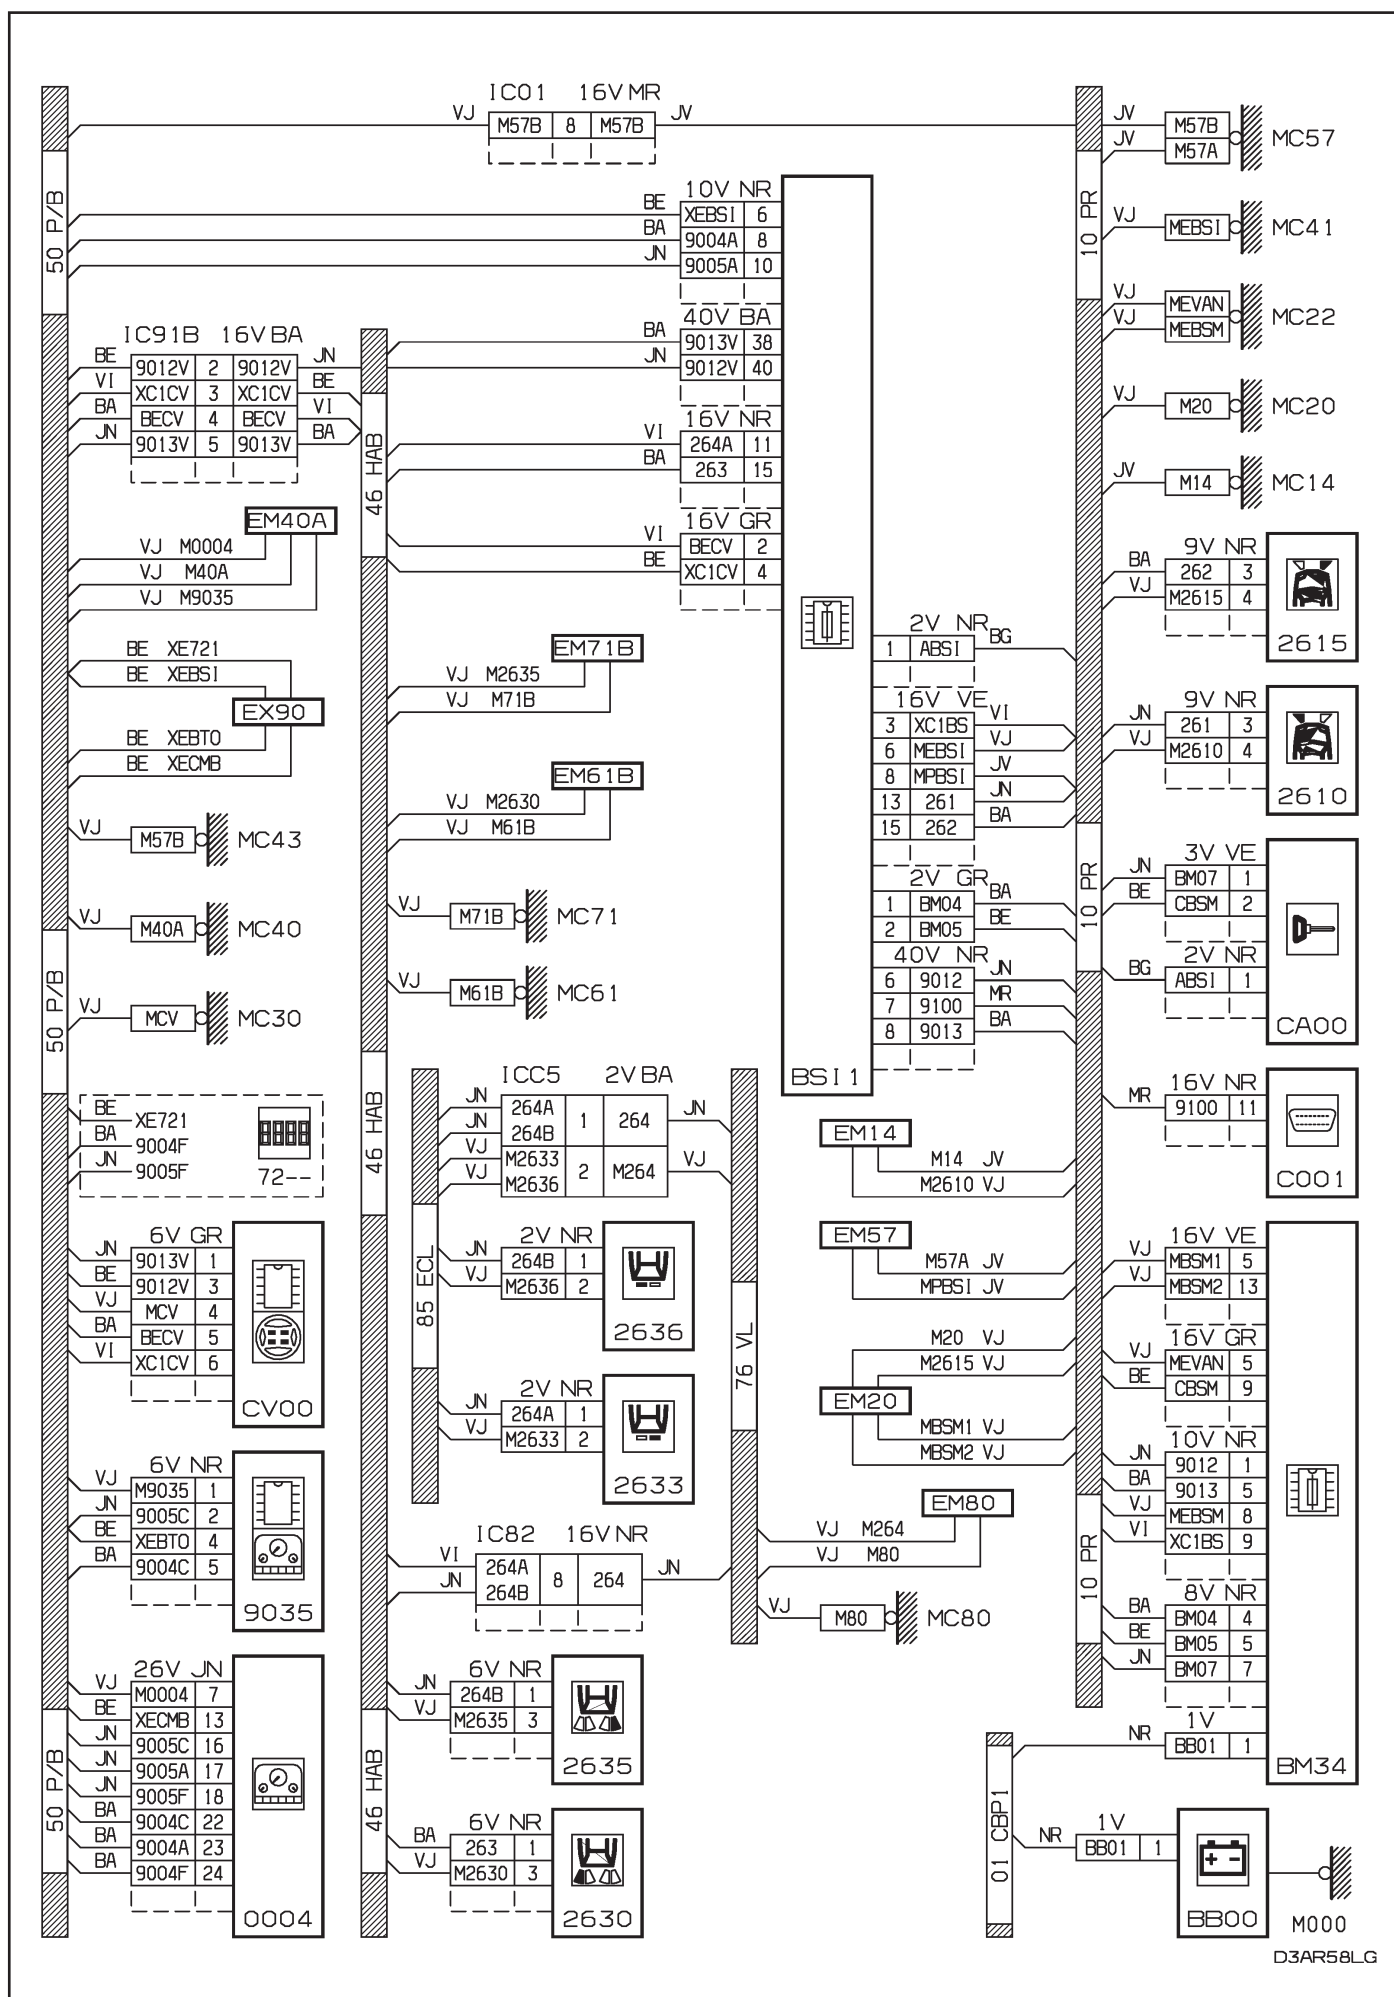 IC01 16V MR
VJ M57B 8 M57B JV
50 P/B
10V NR
BE XEBSI 6
BA 9004A 8
JN 9005A 10
40V BA
BA 9013V 38
JN 9012V 40
16V NR
VI 264A 11
BA 263 15
16V GR
VI BECV 2
BE XC1CV 4
BSI1
IC91B 16V BA
BE 9012V 2 9012V JN
VI XC1CV 3 XC1CV BE
BA BECV 4 BECV VI
JN 9013V 5 9013V BA
46 HAB
EM40A
VJ M0004
VJ M40A
VJ M9035
BE XE721
BE XEBSI
EX90
BE XEBTO
BE XECMB
VJ M57B MC43
VJ M40A MC40
50 P/B
VJ MCV MC30
BE XE721
BA 9004F
JN 9005F
72--
6V GR
JN 9013V 1
BE 9012V 3
VJ MCV 4
BA BECV 5
VI XC1CV 6
CV00
6V NR
VJ M9035 1
JN 9005C 2
BE XEBTO 4
BA 9004C 5
9035
26V JN
VJ M0004 7
BE XECMB 13
JN 9005C 16
JN 9005A 17
JN 9005F 18
BA 9004C 22
BA 9004A 23
BA 9004F 24
0004
50 P/B
EM71B
VJ M2635
VJ M71B
EM61B
VJ M2630
VJ M61B
VJ M71B MC71
VJ M61B MC61
46 HAB
ICC5 2V BA
JN 264A 1 264 JN
JN 264B
VJ M2633 2 M264 VJ
VJ M2636
85 ECL
2V NR
JN 264B 1
VJ M2636 2
2636
2V NR
JN 264A 1
VJ M2633 2
2633
76 VL
IC82 16V NR
VI 264A 8 264 JN
JN 264B
6V NR
JN 264B 1
VJ M2635 3
2635
46 HAB
6V NR
BA 263 1
VJ M2630 3
2630
2V NR
1 ABSI BG
16V VE
3 XC1BS VI
6 MEBSI VJ
8 MPBSI JV
13 261 JN
15 262 BA
2V GR
1 BM04 BA
2 BM05 BE
40V NR
6 9012 JN
7 9100 MR
8 9013 BA
EM14
M14 JV
M2610 VJ
EM57
M57A JV
MPBSI JV
M20 VJ
M2615 VJ
EM20
MBSM1 VJ
MBSM2 VJ
EM80
VJ M264
VJ M80
VJ M80 MC80
10 PR
JV M57B
JV M57A
MC57
VJ MEBSI MC41
VJ MEVAN
VJ MEBSM
MC22
VJ M20 MC20
JV M14 MC14
9V NR
BA 262 3
VJ M2615 4
2615
9V NR
JN 261 3
VJ M2610 4
2610
10 PR
3V VE
JN BM07 1
BE CBSM 2
2V NR
BG ABSI 1
CA00
16V NR
MR 9100 11
C001
16V VE
VJ MBSM1 5
VJ MBSM2 13
16V GR
VJ MEVAN 5
BE CBSM 9
10V NR
JN 9012 1
BA 9013 5
VJ MEBSM 8
VI XC1BS 9
10 PR
8V NR
BA BM04 4
BE BM05 5
JN BM07 7
1V
NR BB01 1
BM34
01 CBP1
1V
NR BB01 1
+ -
BB00
M000
D3AR58LG